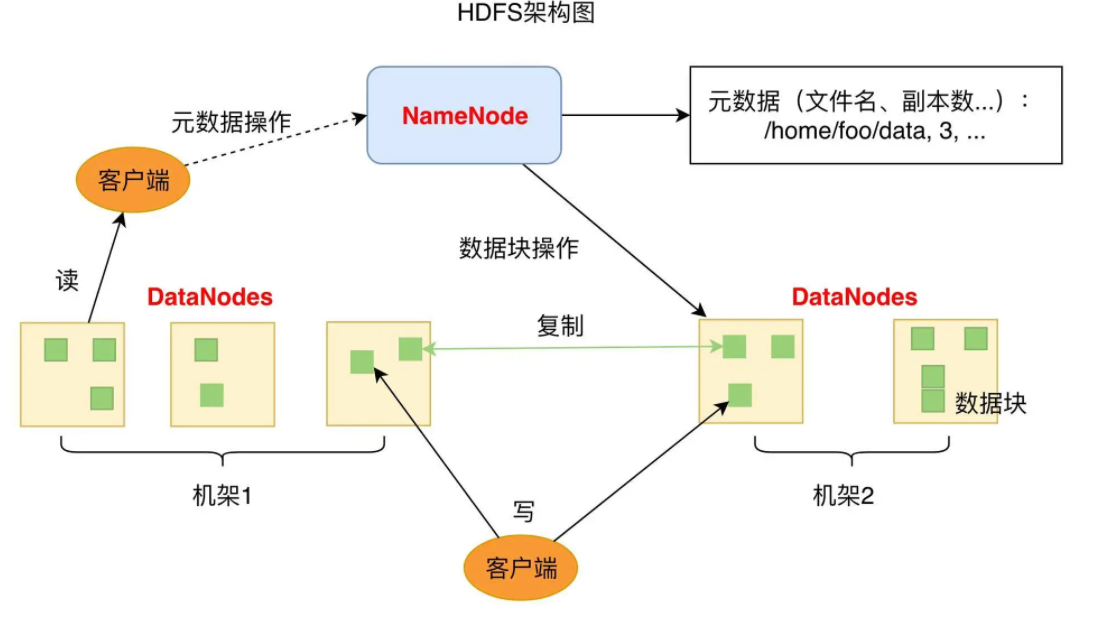 HDFS架构图
NameNode
元数据（文件名、副本数...）：
/home/foo/data, 3, ...
元数据操作
客户端
数据块操作
读
DataNodes
DataNodes
复制
数据块
机架1
机架2
写
客户端